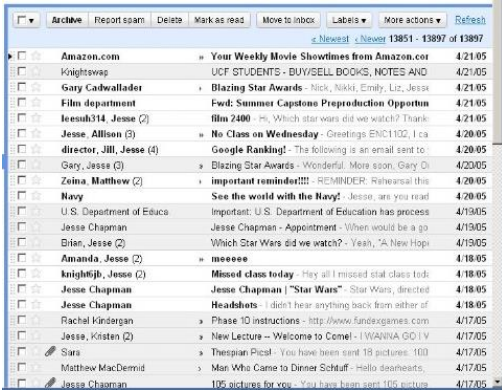 Archive Report spam Delete Mark as read Move to Inbox Labels ▾ More actions ▾ Refresh
« Newest ‹ Newer 13851 - 13897 of 13897
Amazon.com » Your Weekly Movie Showtimes from Amazon.cor 4/21/05
Knightswap UCF STUDENTS - BUY/SELL BOOKS, NOTES AND 4/21/05
Gary Cadwallader › Blazing Star Awards - Nick, Nikki, Emily, Liz, Jesse 4/21/05
Film department Fwd: Summer Capstone Preproduction Opportun 4/21/05
leesuh314, Jesse (2) film 2400 - Hi, Which star wars did we watch? Thank 4/21/05
Jesse, Allison (3) » No Class on Wednesday - Greetings ENC1102, I ca 4/20/05
director, Jill, Jesse (4) Google Ranking! - The following is an email sent to 4/20/05
Gary, Jesse (3) » Blazing Star Awards - Wonderful. More soon, Gary 4/20/05
Zeina, Matthew (2) › important reminder!!!! - REMINDER: Rehearsal this 4/20/05
Navy See the world with the Navy! - Jesse, are you read 4/20/05
U.S. Department of Educa Important: U.S. Department of Education has process 4/19/05
Jesse Chapman Jesse Chapman - Appointment - When would be a go 4/19/05
Brian, Jesse (2) Which Star Wars did we watch? - Yeah, "A New Hope 4/19/05
Amanda, Jesse (2) » meeeee 4/18/05
knight6jb, Jesse (2) Missed class today - Hey all I missed stat class toda 4/18/05
Jesse Chapman Jesse Chapman | "Star Wars" - Star Wars, directed 4/18/05
Jesse Chapman Headshots - I didn't hear anything back from either of 4/18/05
Rachel Kindergan » Phase 10 instructions - http://www.fundexgames.com 4/17/05
Jesse, Kristen (2) » New Lecture -- Welcome to Come! - I WANNA GO I V 4/17/05
Sara » Thespian Pics! - You have been sent 18 pictures. 100 4/17/05
Matthew MacDermid › Man Who Came to Dinner Schtuff - Hello dearhearts, 4/17/05
Jesse Chapman 105 pictures for you - You have been sent 105 picture 4/17/05